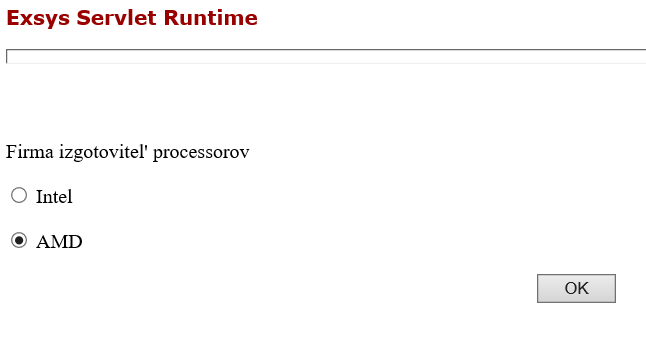 Exsys Servlet Runtime
Firma izgotovitel' processorov
Intel
AMD
OK